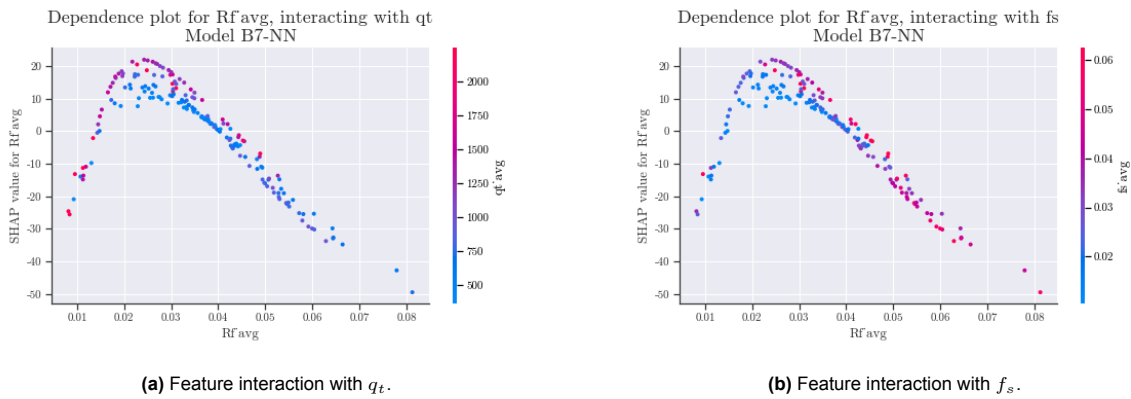 Dependence plot for Rf˙avg, interacting with qt
Model B7-NN
20
10
0
-10
-20
-30
-40
-50
SHAP value for Rf˙avg
0.01 0.02 0.03 0.04 0.05 0.06 0.07 0.08
Rf˙avg
2000
1750
1500
1250
1000
750
500
qt˙avg
(a) Feature interaction with qt.
Dependence plot for Rf˙avg, interacting with fs
Model B7-NN
20
10
0
-10
-20
-30
-40
-50
SHAP value for Rf˙avg
0.01 0.02 0.03 0.04 0.05 0.06 0.07 0.08
Rf˙avg
0.06
0.05
0.04
0.03
0.02
fs˙avg
(b) Feature interaction with fs.